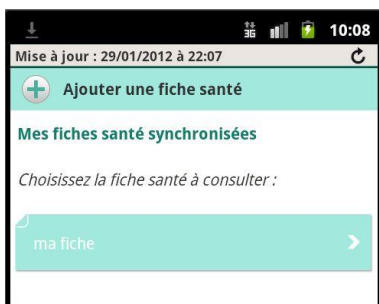 3G 10:08
Mise à jour : 29/01/2012 à 22:07
Ajouter une fiche santé
Mes fiches santé synchronisées
Choisissez la fiche santé à consulter :
ma fiche